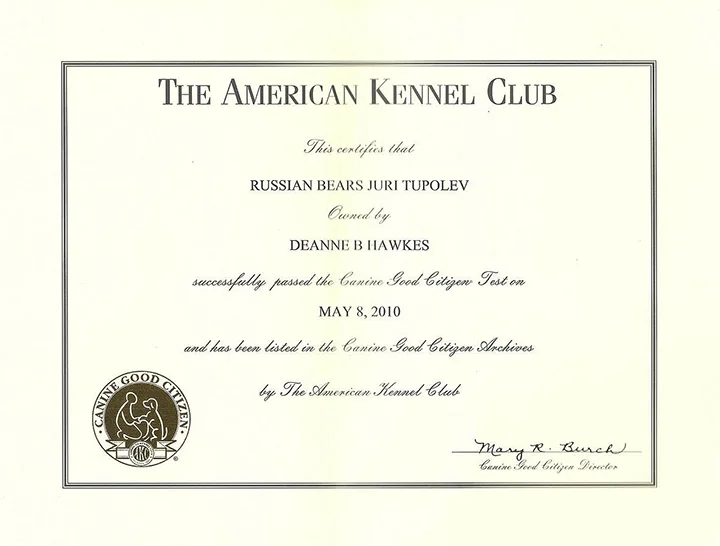 THE AMERICAN KENNEL CLUB
This certifies that
RUSSIAN BEARS JURI TUPOLEV
Owned by
DEANNE B HAWKES
successfully passed the Canine Good Citizen® Test on
MAY 8, 2010
and has been listed in the Canine Good Citizen Archives
by The American Kennel Club
• CANINE GOOD CITIZEN •
AKC
®
Mary R. Burch
Canine Good Citizen Director